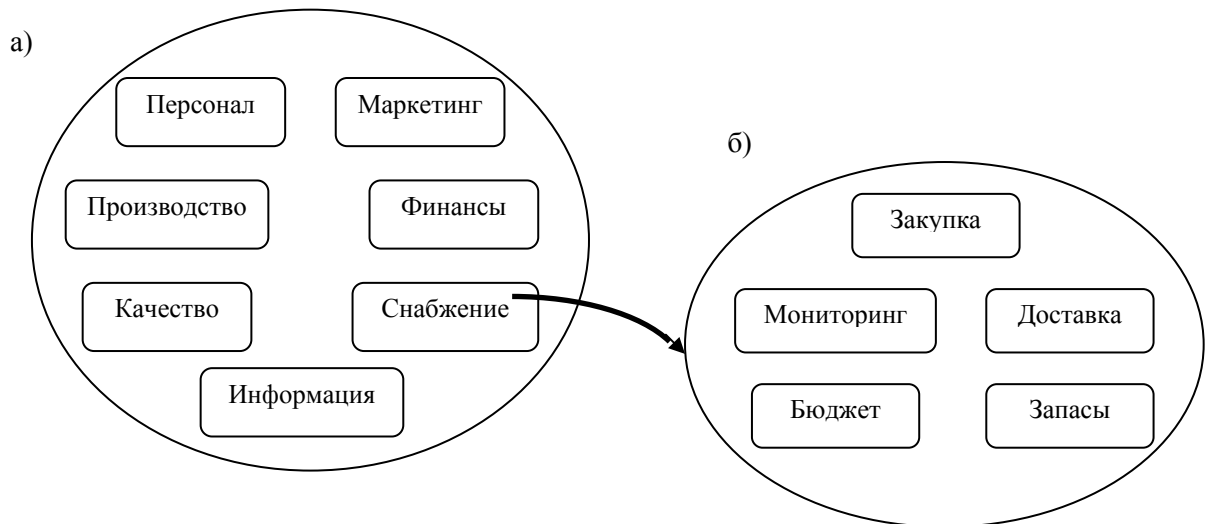 а)
Персонал
Маркетинг
Производство
Финансы
Качество
Снабжение
Информация
б)
Закупка
Мониторинг
Доставка
Бюджет
Запасы